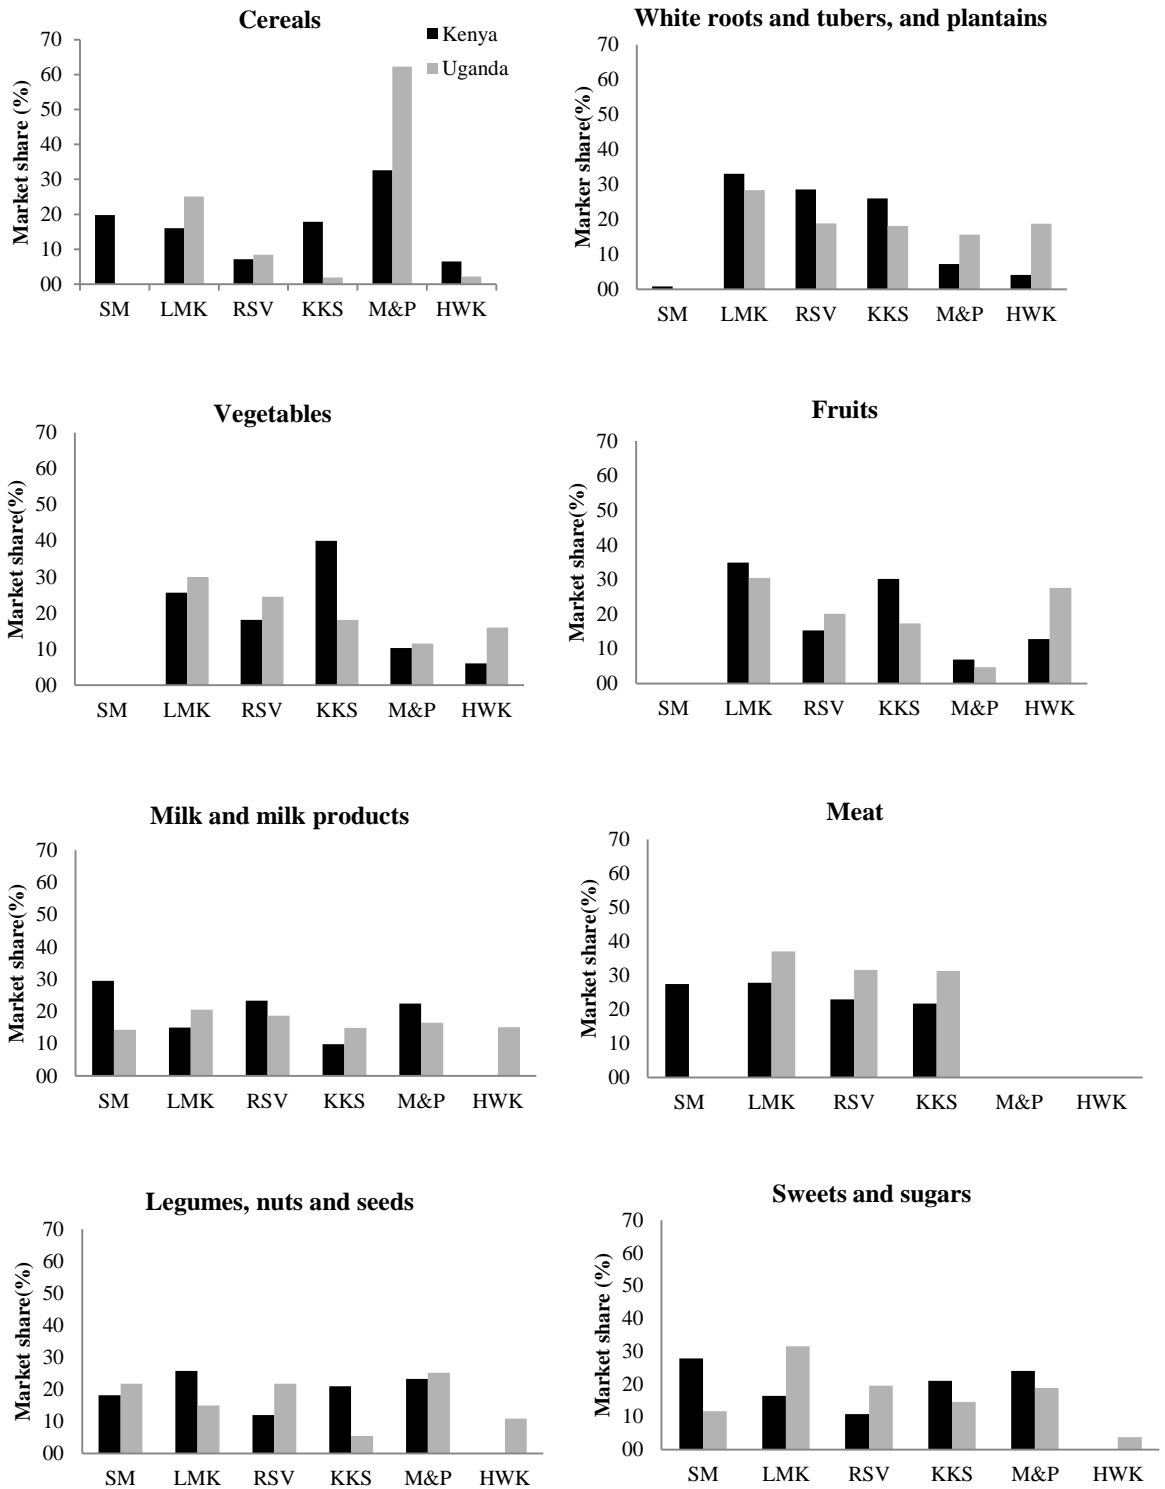 Cereals
Kenya
Uganda
Market share (%)
70
60
50
40
30
20
10
00
SM LMK RSV KKS M&P HWK
White roots and tubers, and plantains
Marker share(%)
70
60
50
40
30
20
10
00
SM LMK RSV KKS M&P HWK
Vegetables
Market share(%)
70
60
50
40
30
20
10
00
SM LMK RSV KKS M&P HWK
Fruits
Market share(%)
70
60
50
40
30
20
10
00
SM LMK RSV KKS M&P HWK
Milk and milk products
Market share(%)
70
60
50
40
30
20
10
00
SM LMK RSV KKS M&P HWK
Meat
Market share(%)
70
60
50
40
30
20
10
00
SM LMK RSV KKS M&P HWK
Legumes, nuts and seeds
Market share(%)
70
60
50
40
30
20
10
00
SM LMK RSV KKS M&P HWK
Sweets and sugars
Market share (%)
70
60
50
40
30
20
10
00
SM LMK RSV KKS M&P HWK